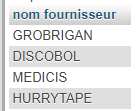 nom fournisseur
GROBRIGAN
DISCOBOL
MEDICIS
HURRYTAPE